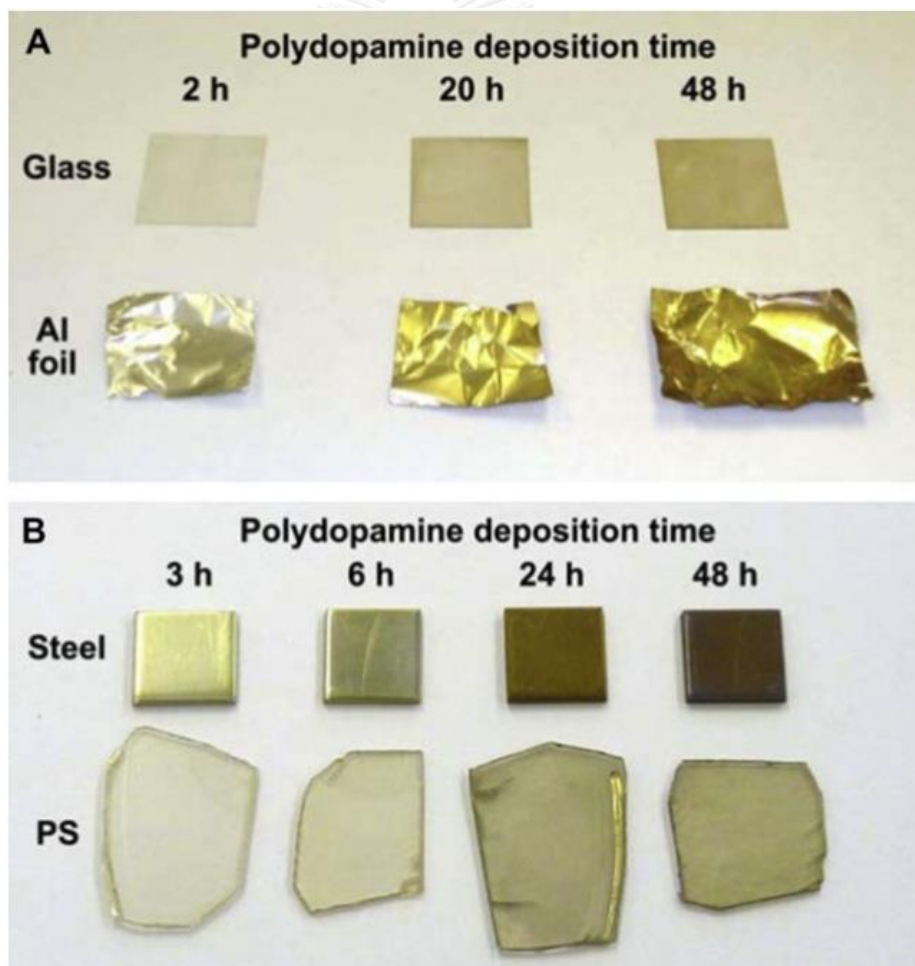 A
Polydopamine deposition time
2 h 20 h 48 h
Glass
Al
foil
B
Polydopamine deposition time
3 h 6 h 24 h 48 h
Steel
PS